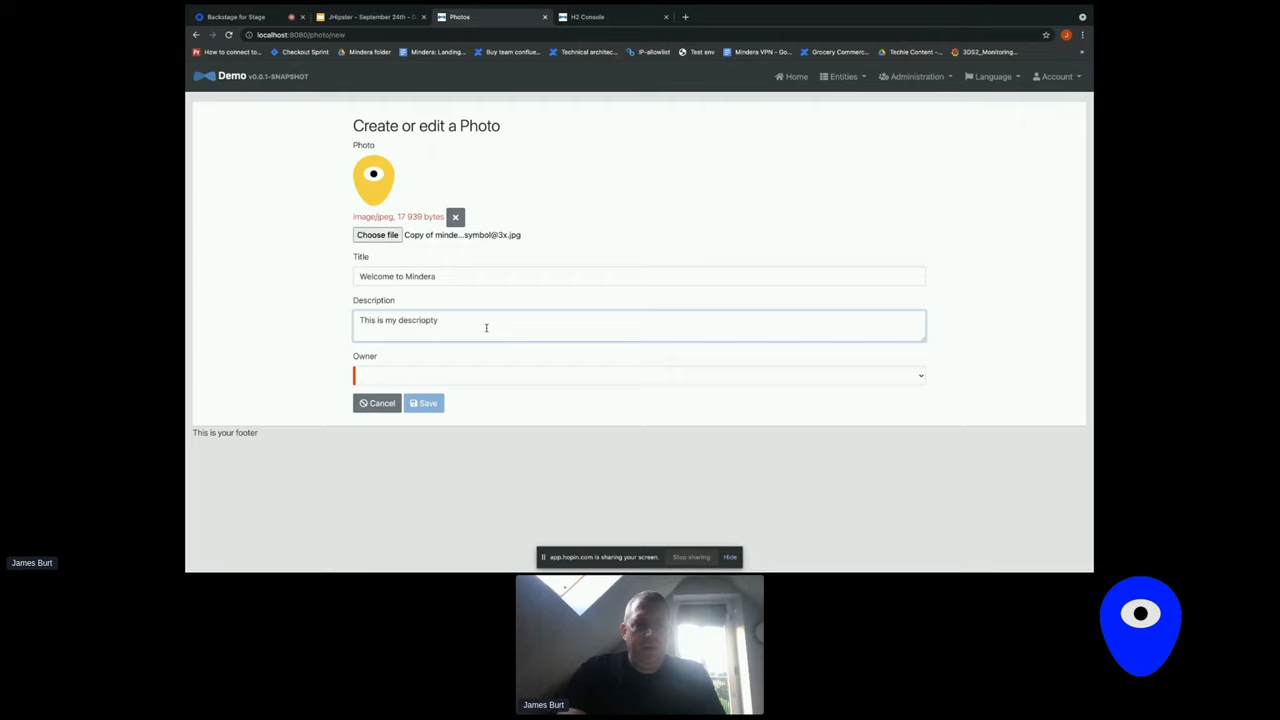 Backstage for Stage
JHipster - September 24th - G
Photos
H2 Console
localhost:8080/photo/new
How to connect to...
Checkout Sprint
Mindera folder
Mindera: Landing...
Buy team conflue...
Technical architec...
IP-allowlist
Test env
Mindera VPN - Go...
Grocery Commerc...
Techie Content -...
3DS2_Monitoring...
»
Demo v0.0.1-SNAPSHOT
Home
Entities
Administration
Language
Account
Create or edit a Photo
Photo
image/jpeg, 17 939 bytes
Choose file Copy of minde...symbol@3x.jpg
Title
Welcome to Mindera
Description
This is my descriopty
Owner
Cancel
Save
This is your footer
app.hopin.com is sharing your screen.
Stop sharing
Hide
James Burt
James Burt